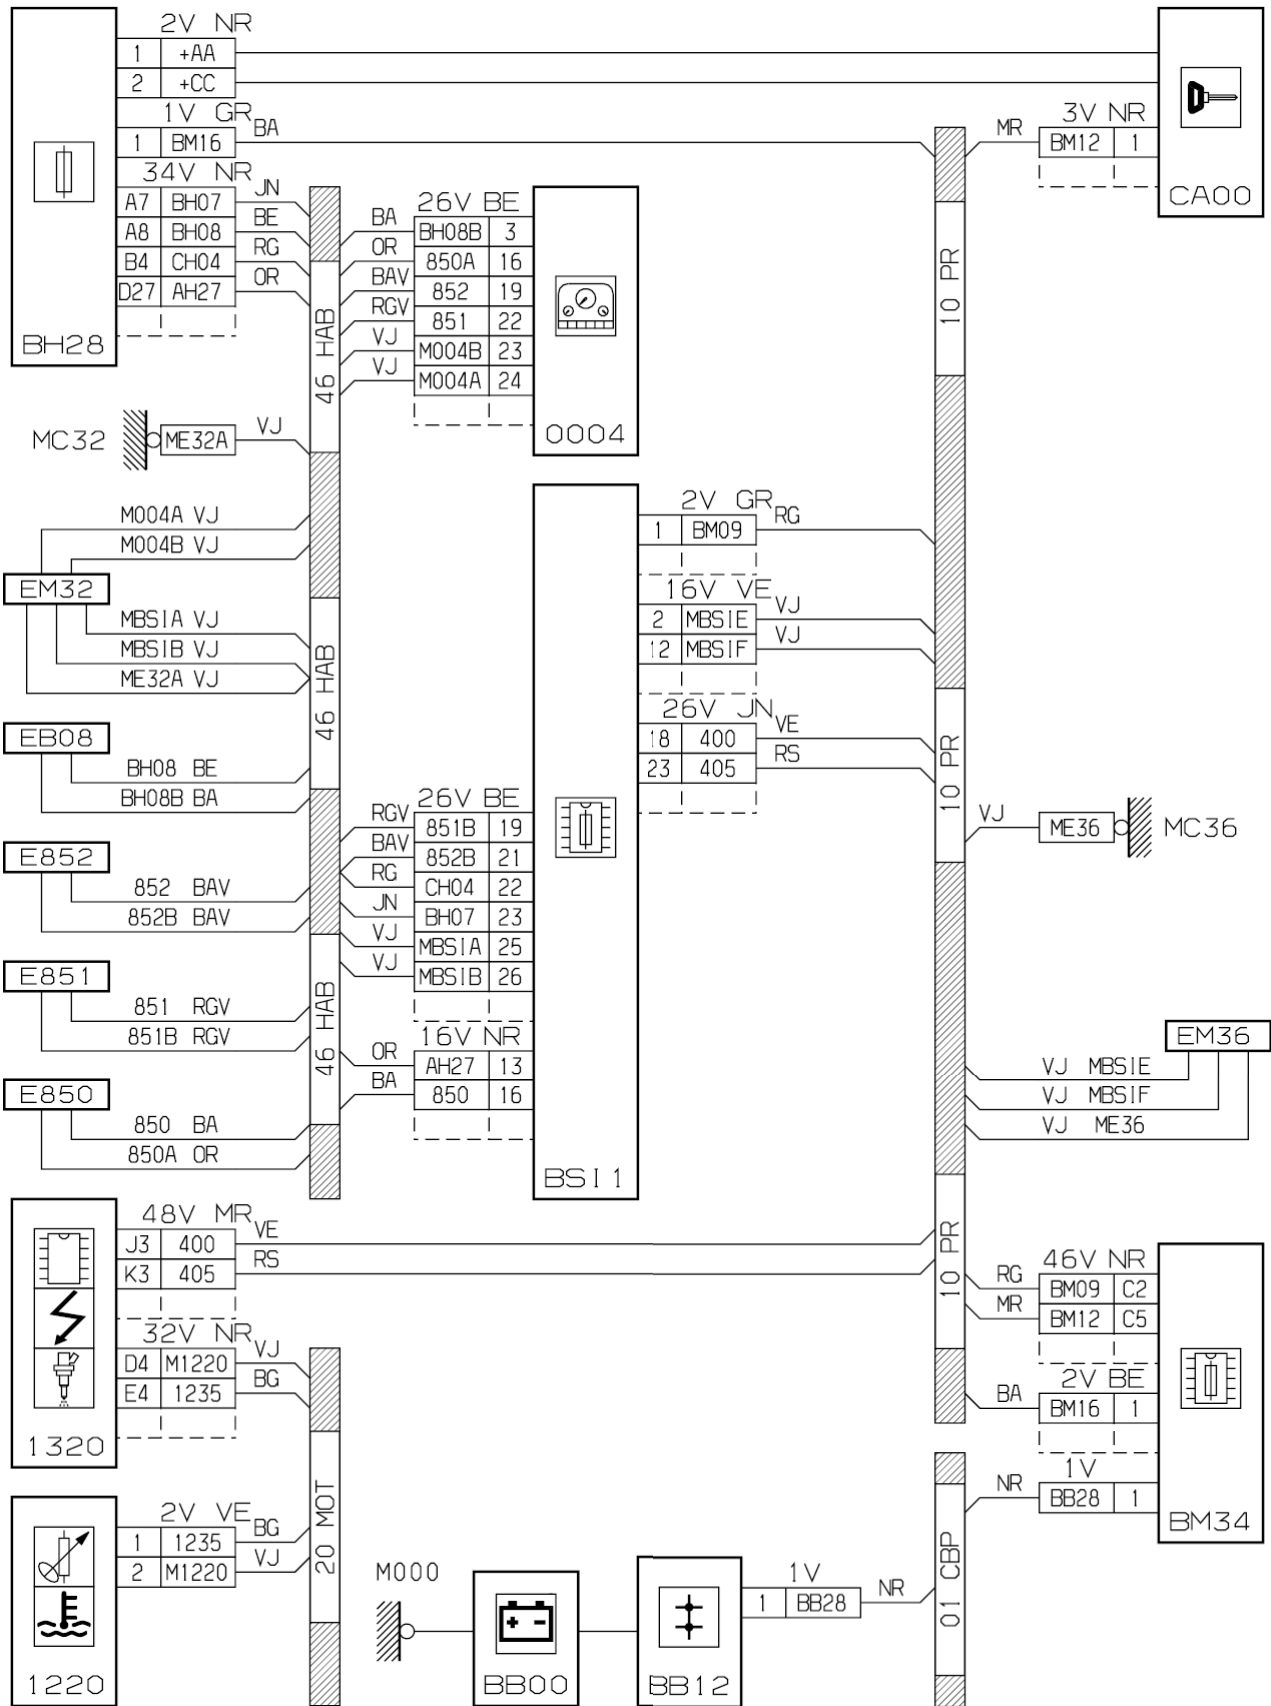 2V NR
1 +AA
2 +CC
1V GR
BA
1 BM16
34V NR
JN
A7 BH07
BE
A8 BH08
RG
B4 CH04
OR
D27 AH27
BH28
MR
3V NR
BM12 1
CA00
10 PR
46 HAB
26V BE
BA
BH08B 3
OR
850A 16
BAV
852 19
RGV
851 22
VJ
M004B 23
VJ
M004A 24
0004
MC32
ME32A
VJ
M004A VJ
M004B VJ
EM32
MBSIA VJ
MBSIB VJ
ME32A VJ
46 HAB
EB08
BH08 BE
BH08B BA
E852
852 BAV
852B BAV
E851
851 RGV
851B RGV
46 HAB
E850
850 BA
850A OR
2V GR
RG
1 BM09
16V VE
VJ
2 MBSIE
VJ
12 MBSIF
26V JN
VE
18 400
RS
23 405
10 PR
VJ
ME36
MC36
26V BE
RGV
851B 19
BAV
852B 21
RG
CH04 22
JN
BH07 23
VJ
MBSIA 25
VJ
MBSIB 26
16V NR
OR
AH27 13
BA
850 16
BSI1
EM36
VJ MBSIE
VJ MBSIF
VJ ME36
48V MR
VE
J3 400
RS
K3 405
32V NR
VJ
D4 M1220
BG
E4 1235
1320
10 PR
46V NR
RG
BM09 C2
MR
BM12 C5
2V BE
BA
BM16 1
1V
NR
BB28 1
BM34
2V VE
BG
1 1235
VJ
2 M1220
1220
20 MOT
M000
+ -
BB00
BB12
1V
1 BB28
NR
01 CBP